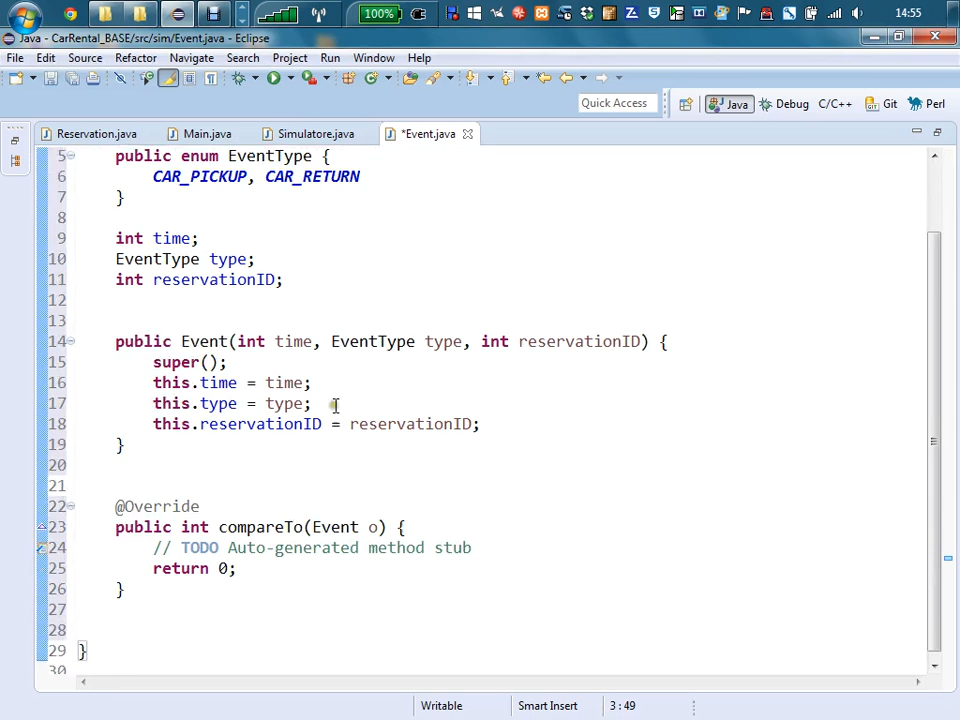 100%
14:55
Java - CarRental_BASE/src/sim/Event.java - Eclipse
File Edit Source Refactor Navigate Search Project Run Window Help
Quick Access
Java Debug C/C++ Git Perl
Reservation.java Main.java Simulatore.java *Event.java
5 public enum EventType {
6 CAR_PICKUP, CAR_RETURN
7 }
8
9 int time;
10 EventType type;
11 int reservationID;
12
13
14 public Event(int time, EventType type, int reservationID) {
15 super();
16 this.time = time;
17 this.type = type;
18 this.reservationID = reservationID;
19 }
20
21
22 @Override
23 public int compareTo(Event o) {
24 // TODO Auto-generated method stub
25 return 0;
26 }
27
28
29 }
30
Writable Smart Insert 3 : 49